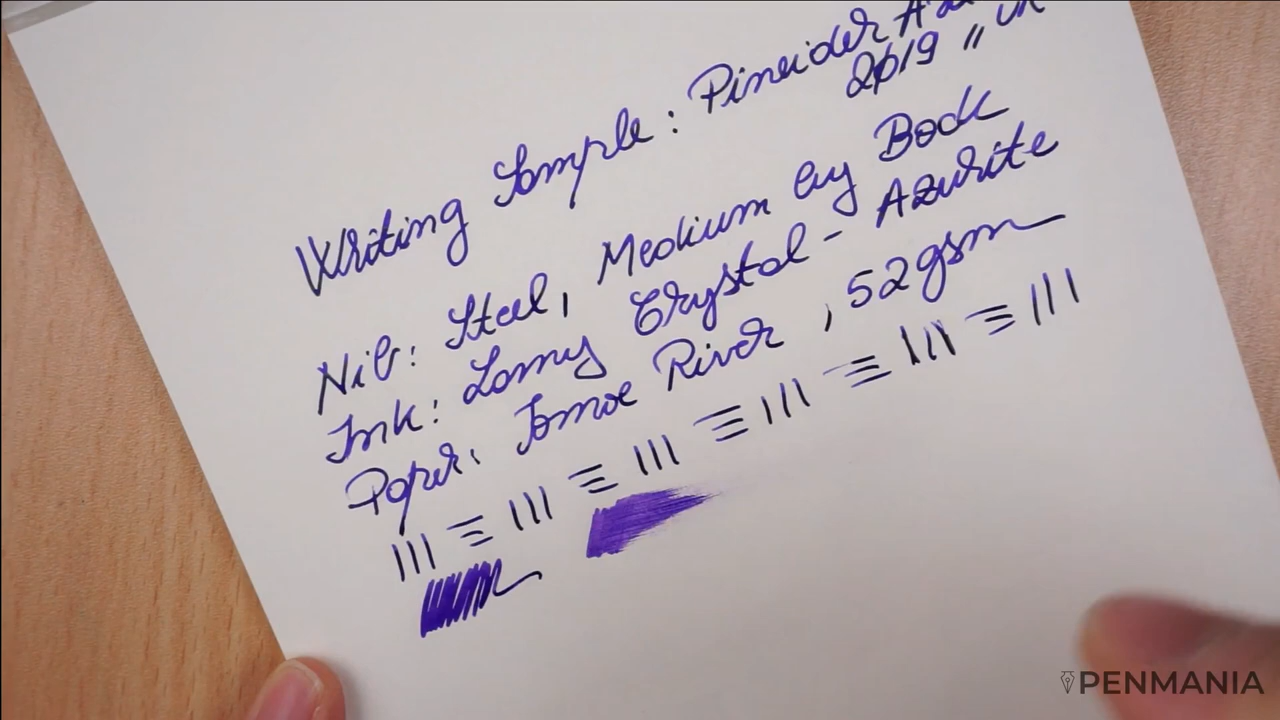 Writing Sample: Pineider
2019 "
Nib: Steel, Medium by Bock
Ink: Lamy Crystal - Azurite
Paper: Tomoe River, 52gsm
PENMANIA